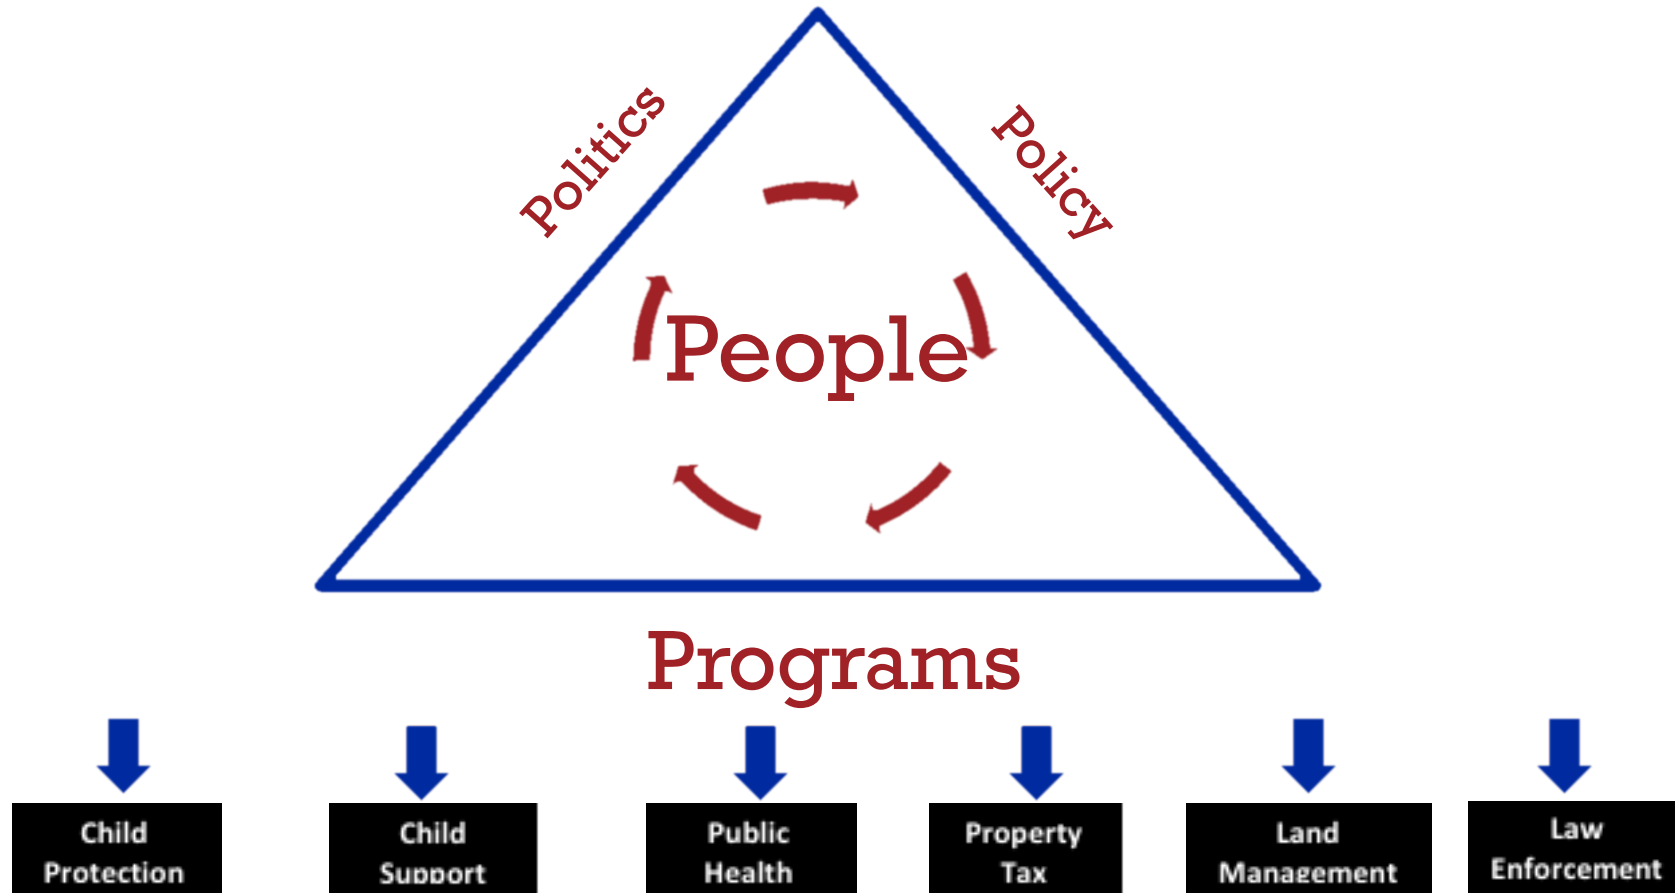 Politics
Policy
People
Programs
Child
Protection
Child
Support
Public
Health
Property
Tax
Land
Management
Law
Enforcement